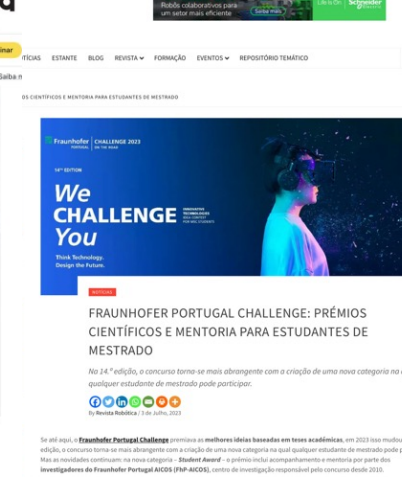 Robôs colaborativos para
um setor mais eficiente
Saiba mais
Life Is On
Schneider
Electric
inar
TÍCIAS ESTANTE BLOG REVISTA FORMAÇÃO EVENTOS REPOSITÓRIO TEMÁTICO
OS CIENTÍFICOS E MENTORIA PARA ESTUDANTES DE MESTRADO
Fraunhofer
PORTUGAL
CHALLENGE 2023
ON THE ROAD
14TH EDITION
We
CHALLENGE
You
INNOVATIVE
TECHNOLOGIES
IDEA CONTEST
FOR MSC STUDENTS
Think Technology.
Design the Future.
NOTÍCIAS
FRAUNHOFER PORTUGAL CHALLENGE: PRÉMIOS
CIENTÍFICOS E MENTORIA PARA ESTUDANTES DE
MESTRADO
Na 14.ª edição, o concurso torna-se mais abrangente com a criação de uma nova categoria na
qualquer estudante de mestrado pode participar.
By Revista Robótica / 3 de Julho, 2023
Se até aqui, o Fraunhofer Portugal Challenge premiava as melhores ideias baseadas em teses académicas, em 2023 isso mudou
edição, o concurso torna-se mais abrangente com a criação de uma nova categoria na qual qualquer estudante de mestrado pode p
Mas as novidades continuam: na nova categoria – Student Award – o prémio inclui acompanhamento e mentoria por parte dos
investigadores do Fraunhofer Portugal AICOS (FhP-AICOS), centro de investigação responsável pelo concurso desde 2010.